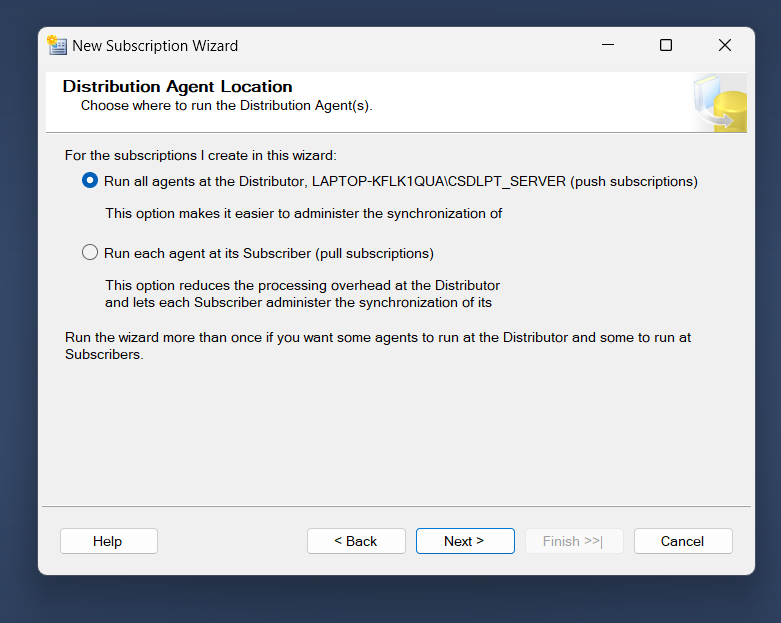 New Subscription Wizard
Distribution Agent Location
Choose where to run the Distribution Agent(s).
For the subscriptions I create in this wizard:
Run all agents at the Distributor, LAPTOP-KFLK1QUA\CSDLPT_SERVER (push subscriptions)
This option makes it easier to administer the synchronization of
Run each agent at its Subscriber (pull subscriptions)
This option reduces the processing overhead at the Distributor
and lets each Subscriber administer the synchronization of its
Run the wizard more than once if you want some agents to run at the Distributor and some to run at
Subscribers.
Help
< Back
Next >
Finish >>|
Cancel